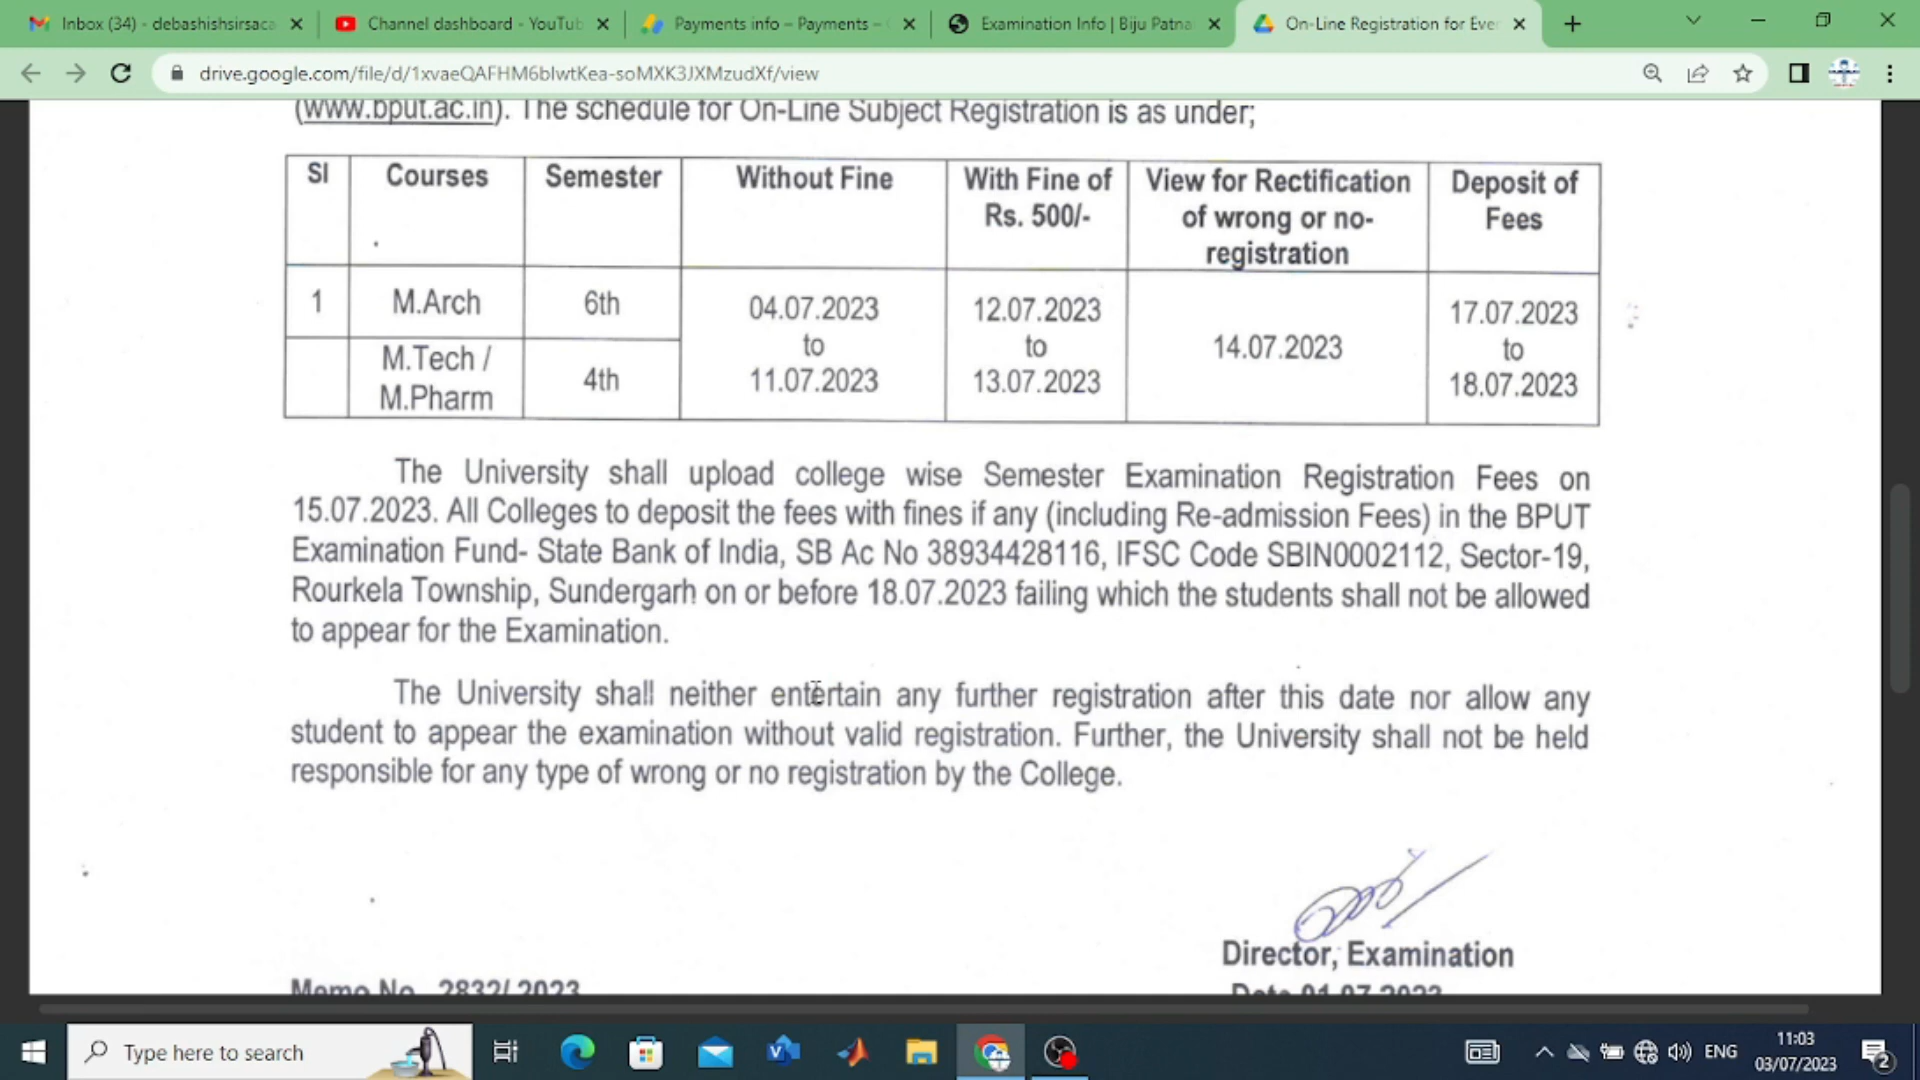 Inbox (34) - debashishsirsaca
Channel dashboard - YouTub
Payments info – Payments –
Examination Info | Biju Patna
On-Line Registration for Eve
drive.google.com/file/d/1xvaeQAFHM6blwtKea-soMXK3JXMzudXf/view
(www.bput.ac.in). The schedule for On-Line Subject Registration is as under;
Sl Courses Semester Without Fine With Fine of Rs. 500/- View for Rectification of wrong or no-registration Deposit of Fees
1 M.Arch 6th 04.07.2023 to 11.07.2023 12.07.2023 to 13.07.2023 14.07.2023 17.07.2023 to 18.07.2023
M.Tech / M.Pharm 4th
The University shall upload college wise Semester Examination Registration Fees on
15.07.2023. All Colleges to deposit the fees with fines if any (including Re-admission Fees) in the BPUT
Examination Fund- State Bank of India, SB Ac No 38934428116, IFSC Code SBIN0002112, Sector-19,
Rourkela Township, Sundergarh on or before 18.07.2023 failing which the students shall not be allowed
to appear for the Examination.
The University shall neither entertain any further registration after this date nor allow any
student to appear the examination without valid registration. Further, the University shall not be held
responsible for any type of wrong or no registration by the College.
Director, Examination
Memo No. 2832/ 2023
Date 01.07.2023
Type here to search
ENG
11:03
03/07/2023
2